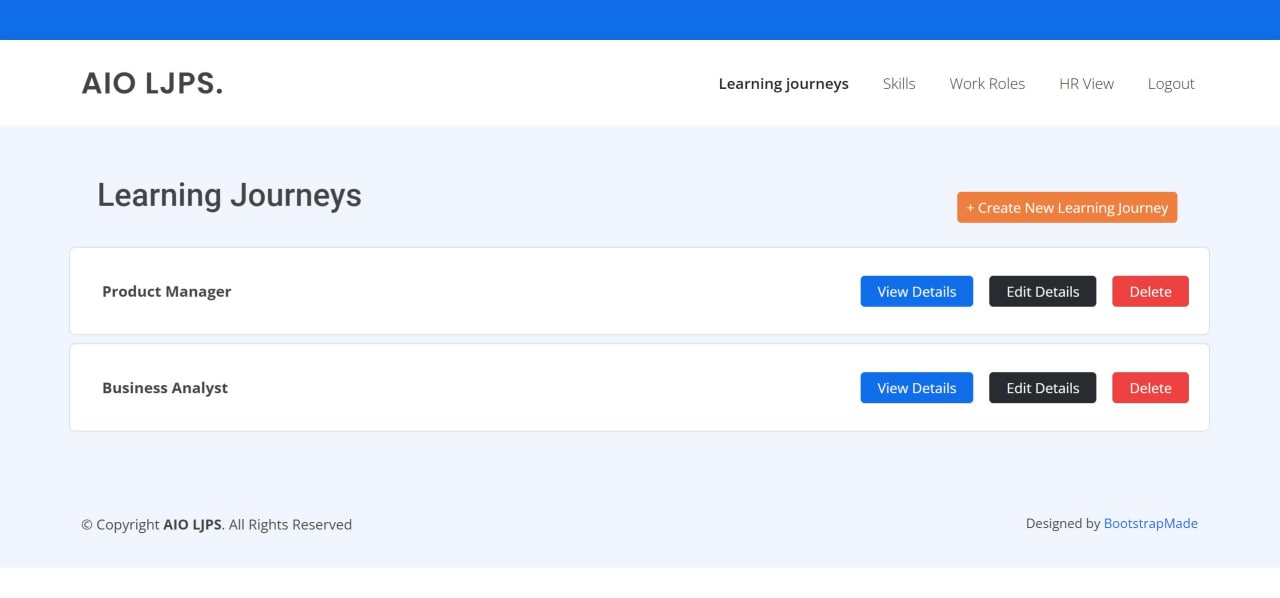 AIO LJPS.
Learning journeys Skills Work Roles HR View Logout
Learning Journeys
+ Create New Learning Journey
Product Manager View Details Edit Details Delete
Business Analyst View Details Edit Details Delete
© Copyright AIO LJPS. All Rights Reserved
Designed by BootstrapMade